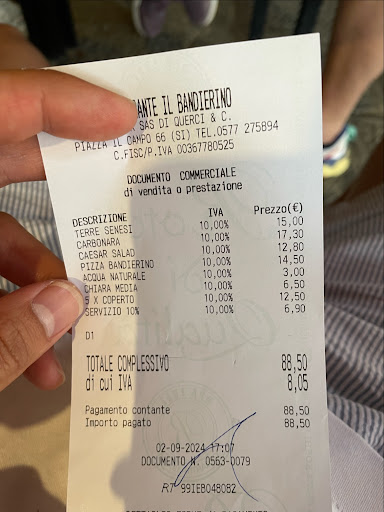 ANTE IL BANDIERINO
SAS DI QUERCI & C.
PIAZZA IL CAMPO 66 (SI) TEL.0577 275894
C.FISC/P.IVA 00367780525
DOCUMENTO COMMERCIALE
di vendita o prestazione
DESCRIZIONE IVA Prezzo(€)
TERRE SENESI 10,00% 15,00
CARBONARA 10,00% 17,30
CAESAR SALAD 10,00% 12,80
PIZZA BANDIERINO 10,00% 14,50
ACQUA NATURALE 10,00% 3,00
CHIARA MEDIA 10,00% 6,50
5 X COPERTO 10,00% 12,50
SERVIZIO 10% 10,00% 6,90
D1
TOTALE COMPLESSIVO 88,50
di cui IVA 8,05
Pagamento contante 88,50
Importo pagato 88,50
02-09-2024 17:07
DOCUMENTO N. 0563-0079
RT 99IEB048082